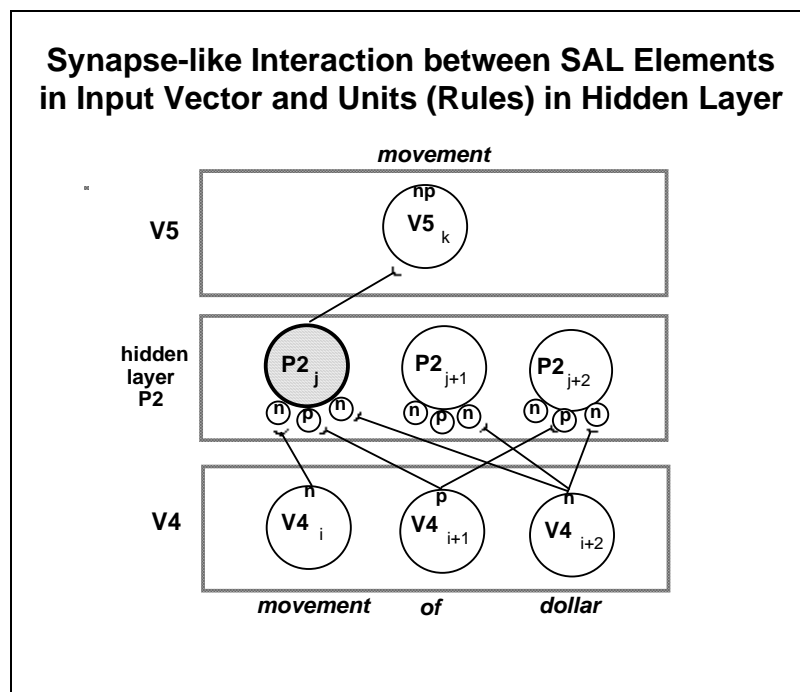 Synapse-like Interaction between SAL Elements
in Input Vector and Units (Rules) in Hidden Layer
movement
np
V5 k
V5
hidden
layer
P2
P2 j
P2 j+1
P2 j+2
n p n
n p n
n p n
n
p
n
V4
V4 i
V4 i+1
V4 i+2
movement of dollar